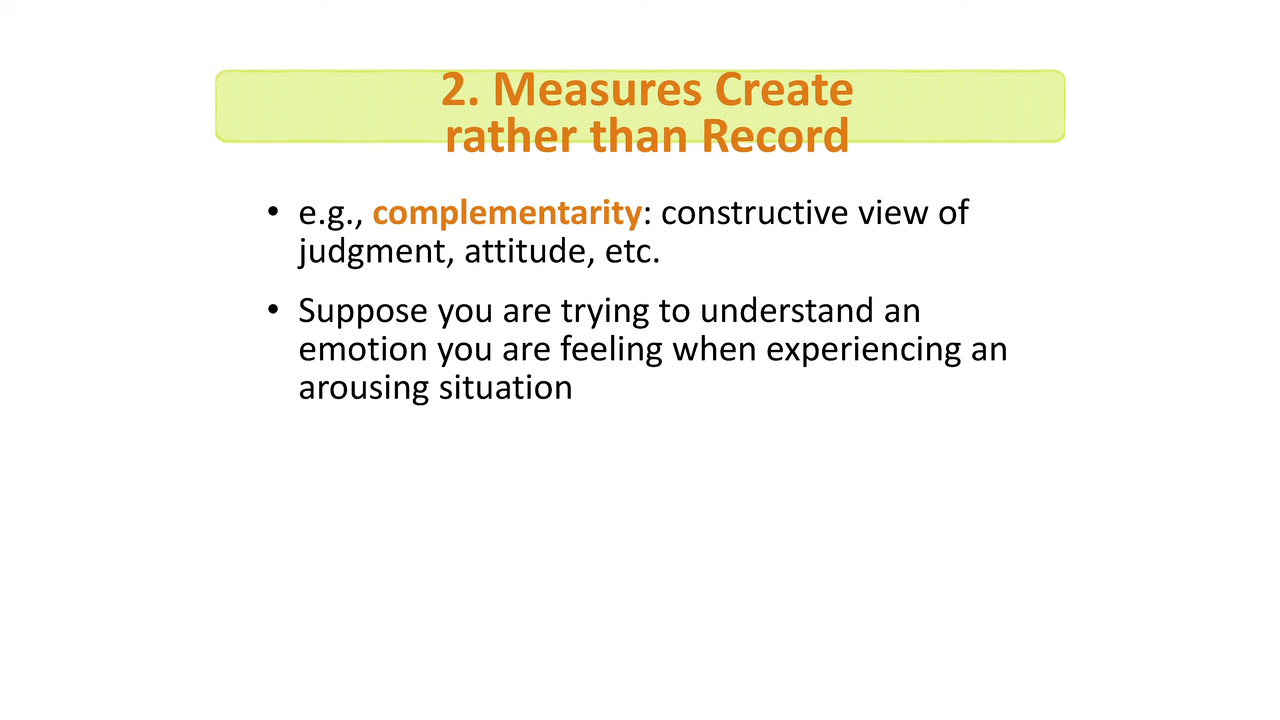 2. Measures Create
rather than Record
• e.g., complementarity: constructive view of
judgment, attitude, etc.
• Suppose you are trying to understand an
emotion you are feeling when experiencing an
arousing situation